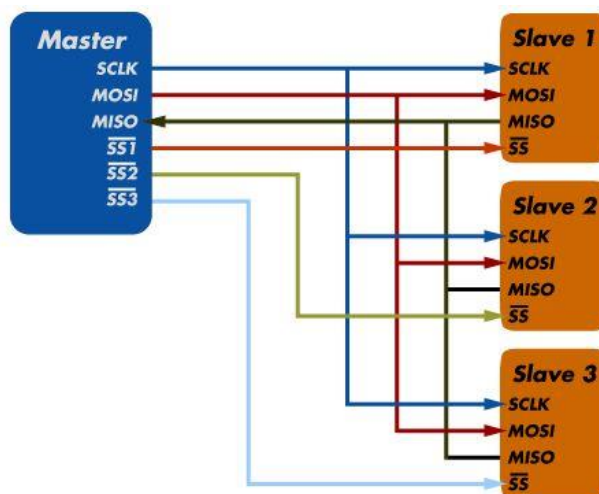 Master
SCLK
MOSI
MISO
SS1
SS2
SS3
Slave 1
SCLK
MOSI
MISO
SS
Slave 2
SCLK
MOSI
MISO
SS
Slave 3
SCLK
MOSI
MISO
SS